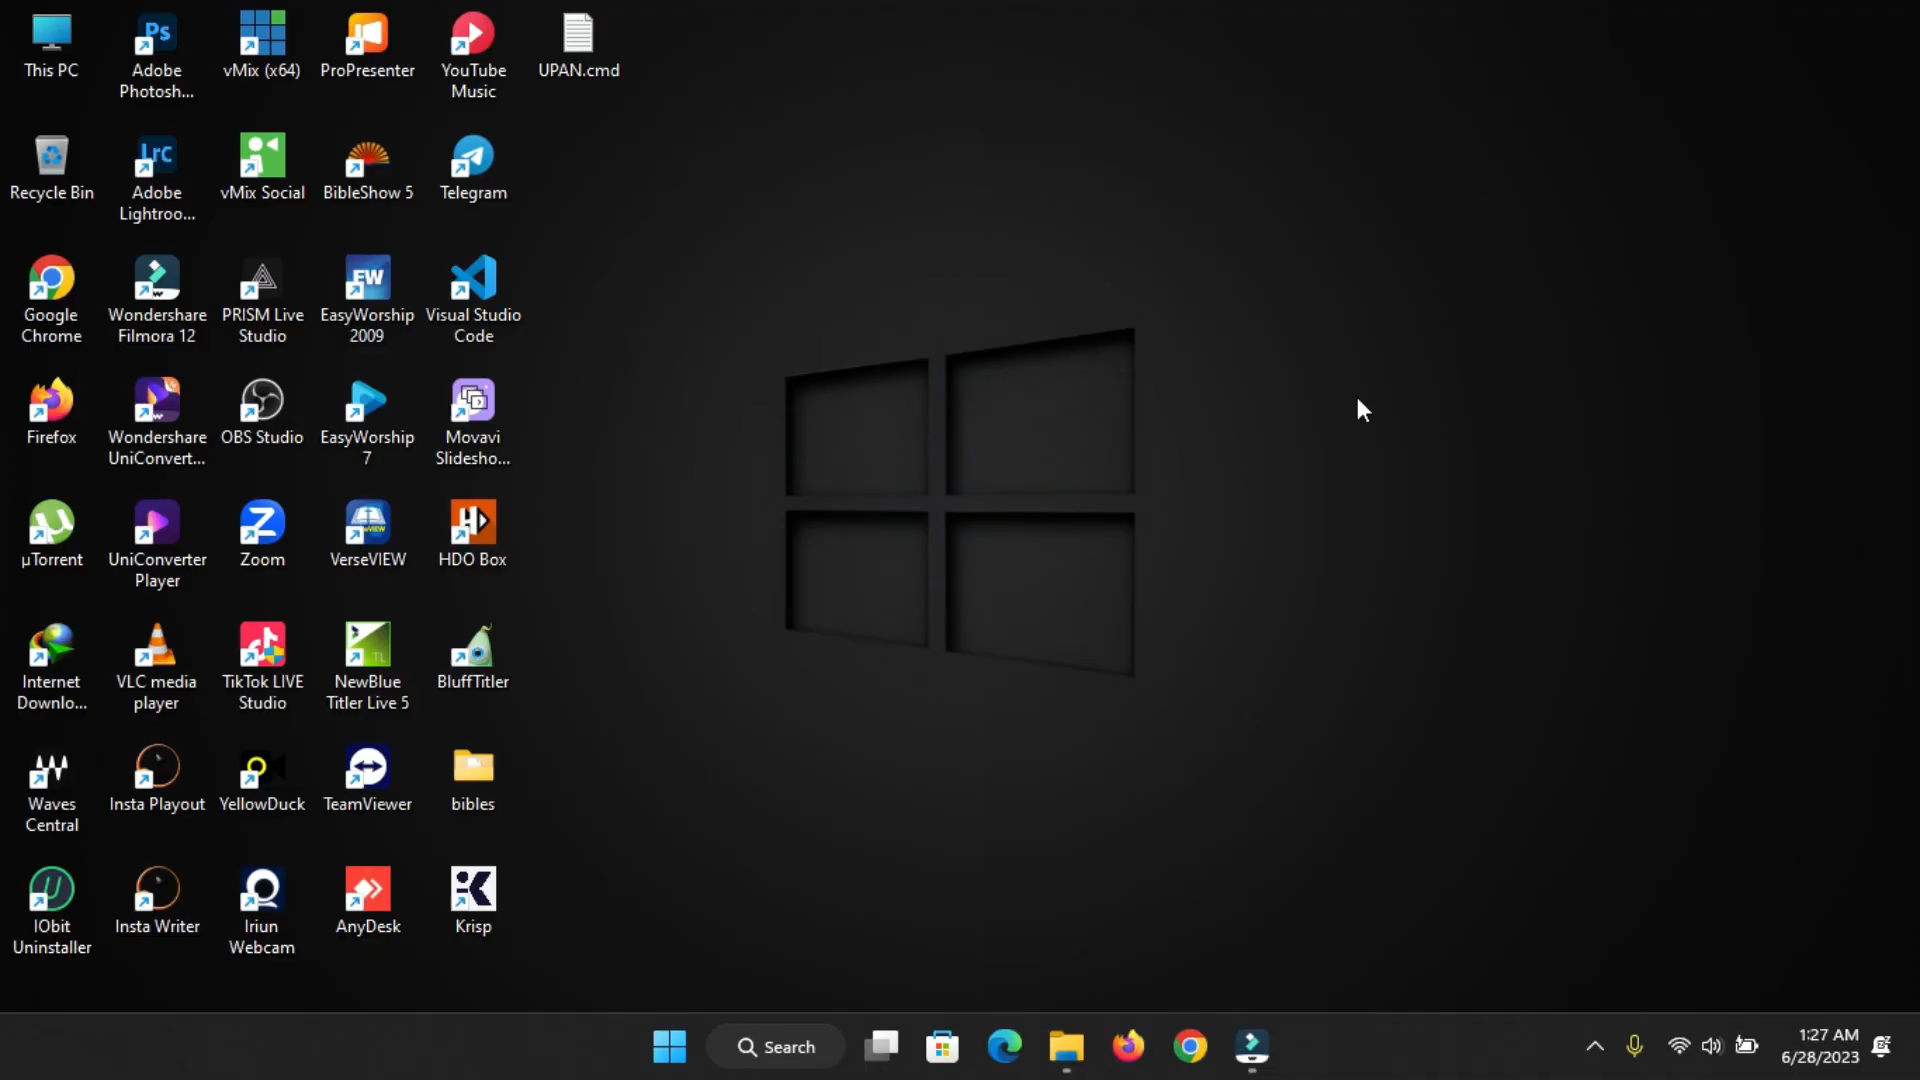 This PC
Adobe
Photosh...
vMix (x64)
ProPresenter
YouTube
Music
UPAN.cmd
Recycle Bin
Adobe
Lightroo...
vMix Social
BibleShow 5
Telegram
Google
Chrome
Wondershare
Filmora 12
PRISM Live
Studio
EasyWorship
2009
Visual Studio
Code
Firefox
Wondershare
UniConvert...
OBS Studio
EasyWorship
7
Movavi
Slidesho...
µTorrent
UniConverter
Player
Zoom
VerseVIEW
HDO Box
Internet
Downlo...
VLC media
player
TikTok LIVE
Studio
NewBlue
Titler Live 5
BluffTitler
Waves
Central
Insta Playout
YellowDuck
TeamViewer
bibles
IObit
Uninstaller
Insta Writer
Iriun
Webcam
AnyDesk
Krisp
Ps
Lrc
EW
TL
Search
1:27 AM
6/28/2023